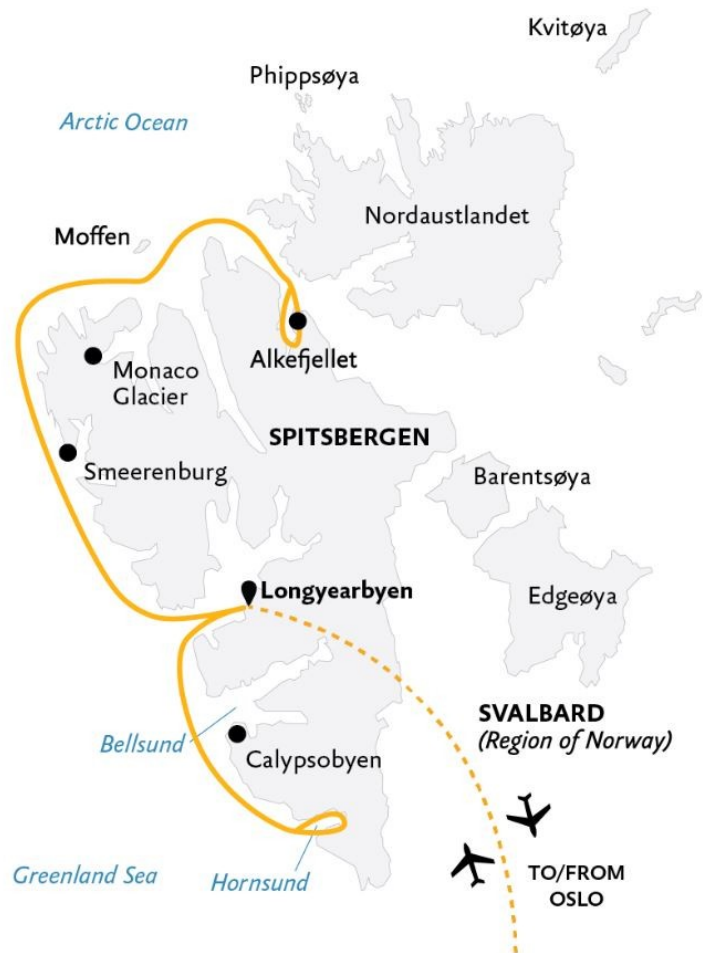 Kvitøya
Phippsøya
Arctic Ocean
Nordaustlandet
Moffen
Alkefjellet
Monaco
Glacier
SPITSBERGEN
Smeerenburg
Barentsøya
Longyearbyen
Edgeøya
SVALBARD
(Region of Norway)
Bellsund
Calypsobyen
Greenland Sea
Hornsund
TO/FROM
OSLO